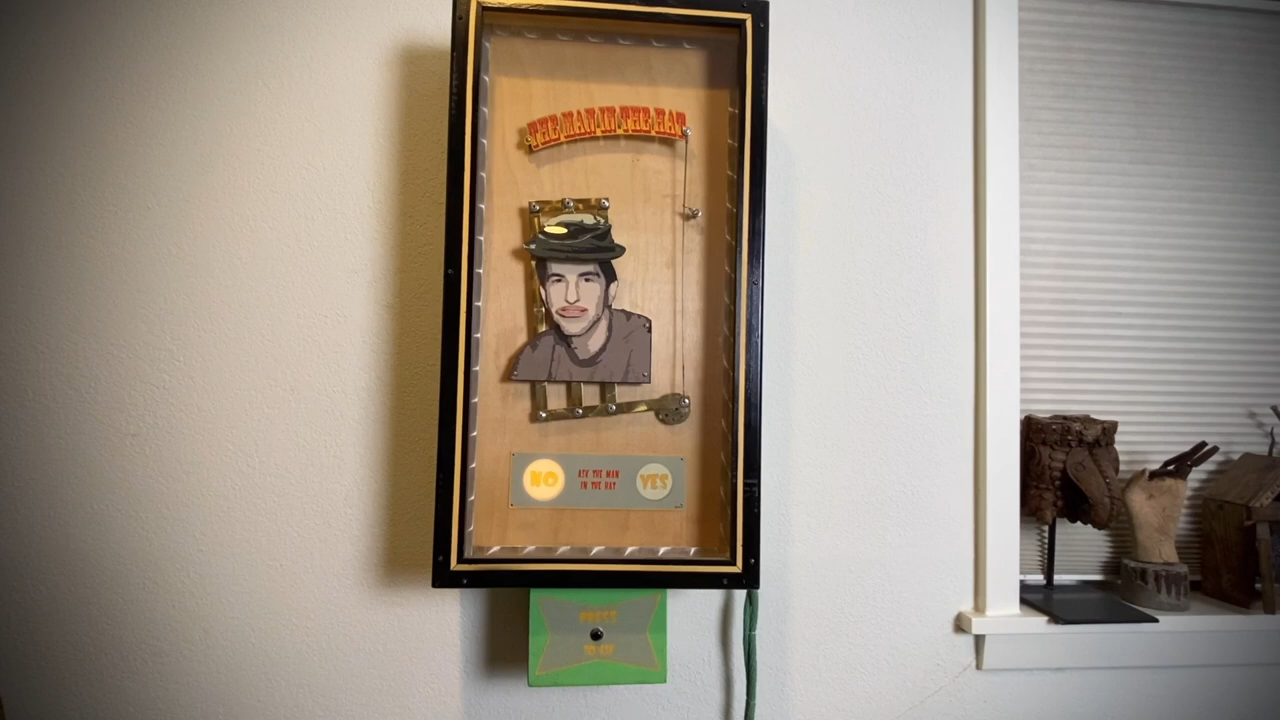 THE MAN IN THE HAT
NO
ASK THE MAN
IN THE HAT
YES
PRESS
TO ASK